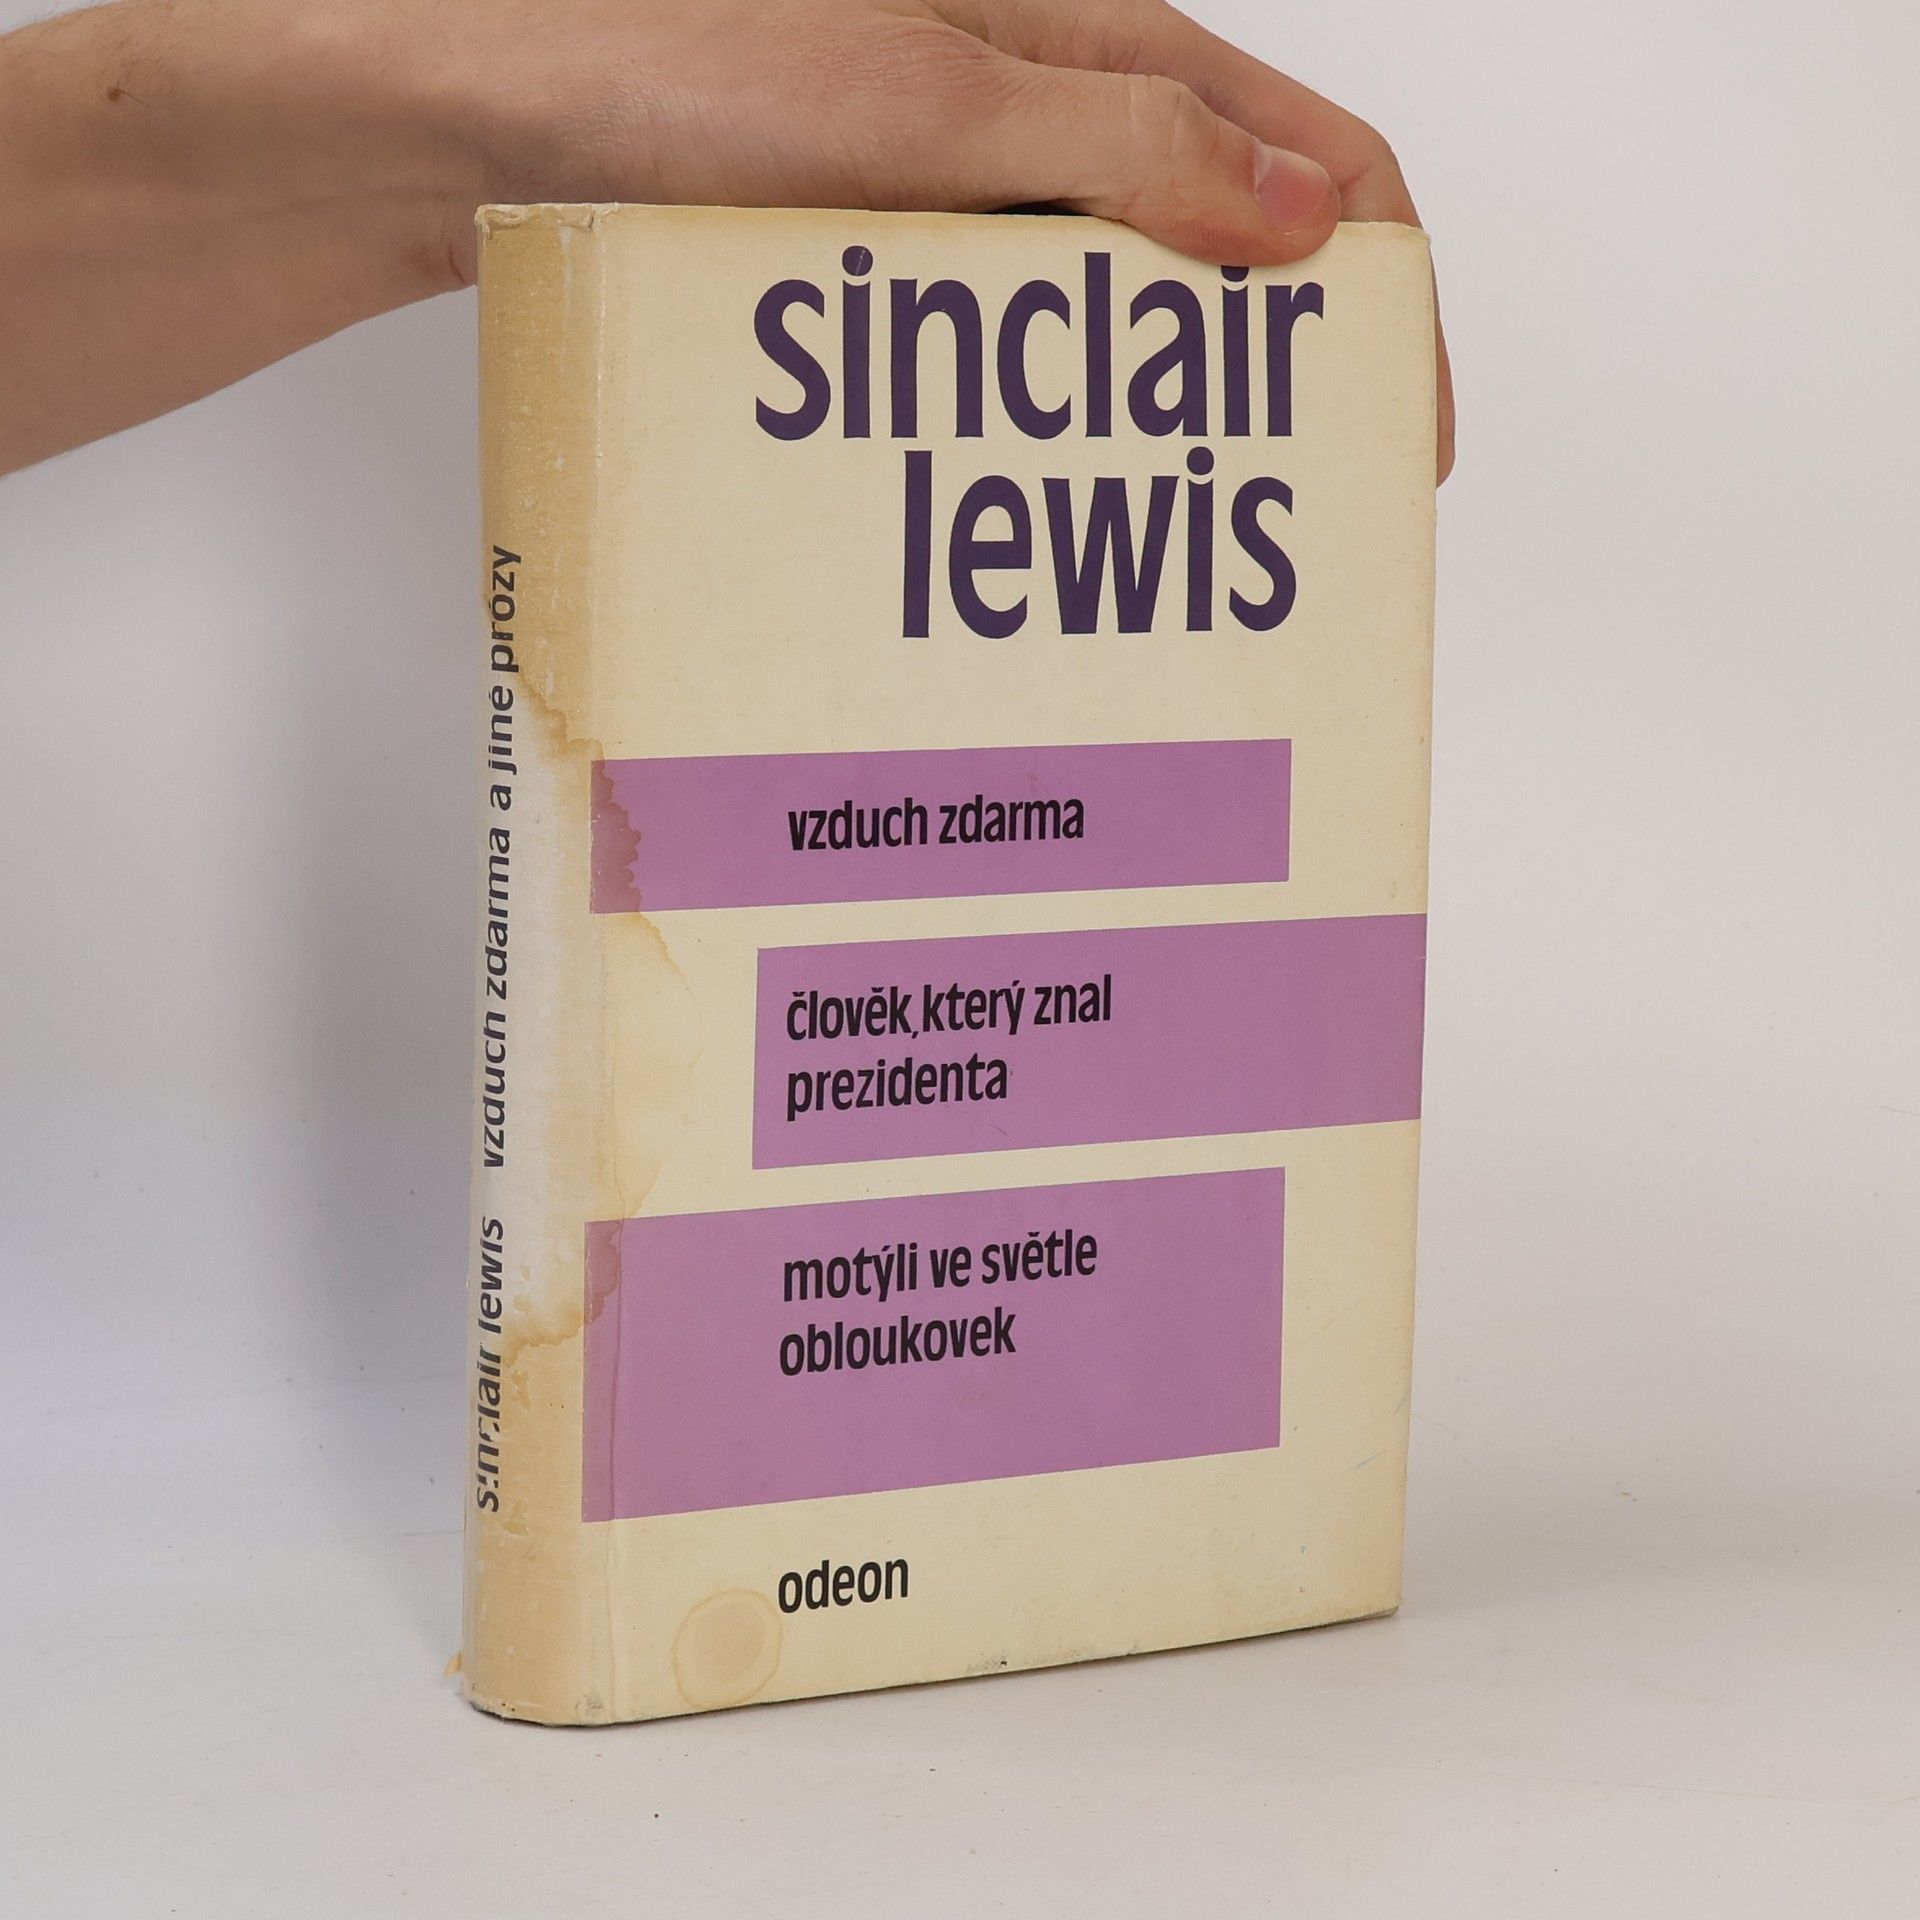 sinclair
lewis
vzduch zdarma
člověk, který znal
prezidenta
motýli ve světle
obloukovek
odeon
sinclair lewis vzduch zdarma a jiné prózy